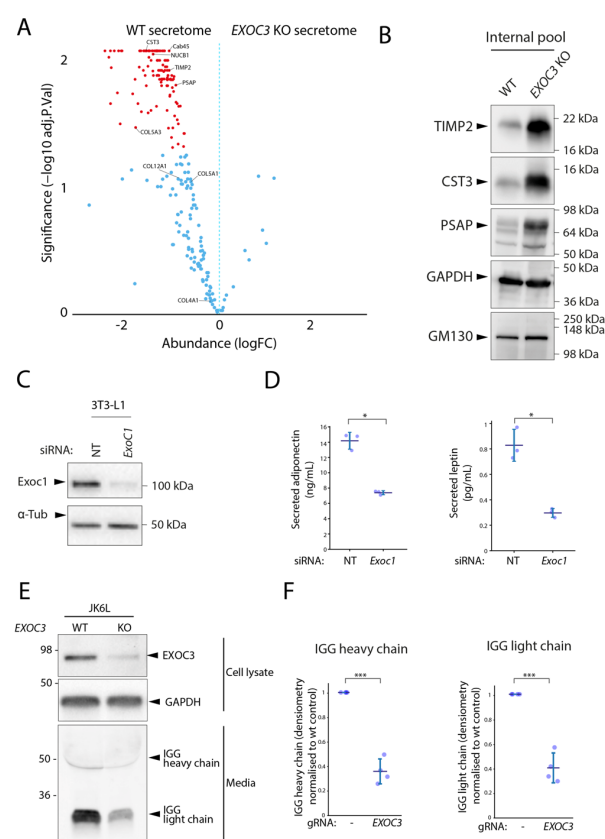 A
WT secretome
EXOC3 KO secretome
CST3
Cab45
NUCB1
TIMP2
PSAP
COL5A3
COL12A1
COL5A1
COL4A1
Significance (−log10 adj.P.Val)
2
1
0
-2
0
2
Abundance (logFC)
B
Internal pool
WT
EXOC3 KO
TIMP2
22 kDa
16 kDa
CST3
16 kDa
PSAP
98 kDa
64 kDa
50 kDa
GAPDH
50 kDa
36 kDa
GM130
250 kDa
148 kDa
98 kDa
C
3T3-L1
siRNA:
NT
ExoC1
Exoc1
100 kDa
α-Tub
50 kDa
D
Secreted adiponectin
(ng/mL)
16
14
12
10
8
6
4
2
0
*
siRNA:
NT
Exoc1
Secreted leptin
(pg/mL)
1
0.8
0.6
0.4
0.2
0
*
siRNA:
NT
Exoc1
E
JK6L
EXOC3
WT
KO
98
EXOC3
50
GAPDH
Cell lysate
50
IGG
heavy chain
36
IGG
light chain
Media
F
IGG heavy chain
IGG heavy chain (densiometry
normalised to wt control)
1.0
0.8
0.6
0.4
0.2
0
***
gRNA:
-
EXOC3
IGG light chain
IGG light chain (densiometry
normalised to wt control)
1.0
0.8
0.6
0.4
0.2
0
***
gRNA:
-
EXOC3